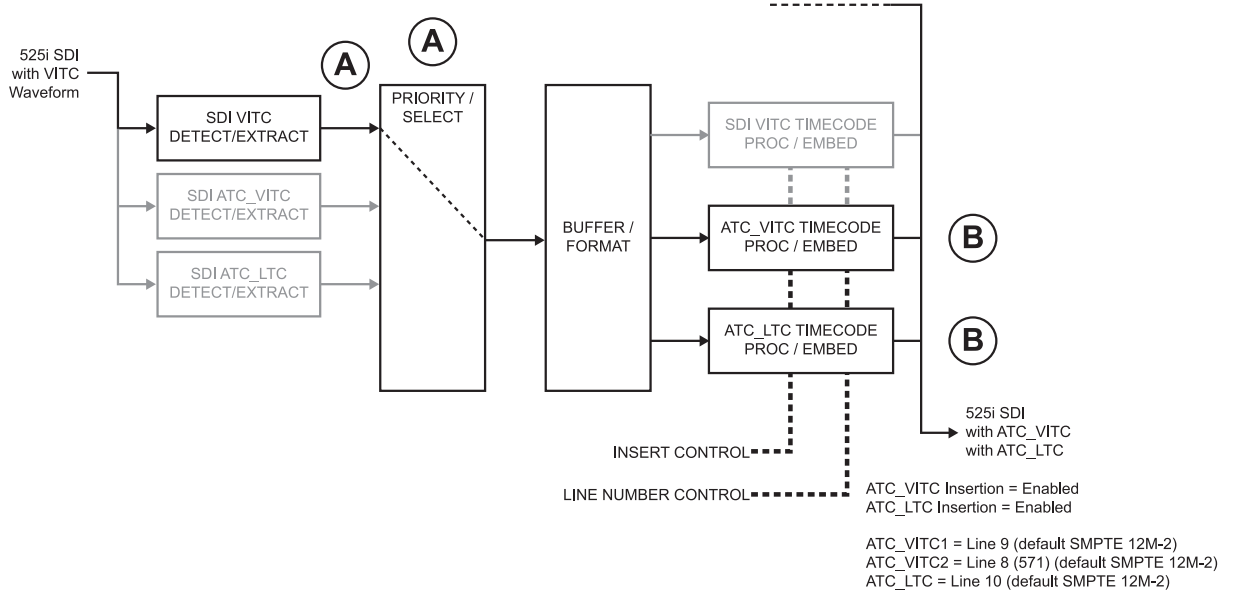 525i SDI
with VITC
Waveform
A
A
SDI VITC
DETECT/EXTRACT
SDI ATC_VITC
DETECT/EXTRACT
SDI ATC_LTC
DETECT/EXTRACT
PRIORITY /
SELECT
BUFFER /
FORMAT
SDI VITC TIMECODE
PROC / EMBED
ATC_VITC TIMECODE
PROC / EMBED
B
ATC_LTC TIMECODE
PROC / EMBED
B
525i SDI
with ATC_VITC
with ATC_LTC
INSERT CONTROL
LINE NUMBER CONTROL
ATC_VITC Insertion = Enabled
ATC_LTC Insertion = Enabled
ATC_VITC1 = Line 9 (default SMPTE 12M-2)
ATC_VITC2 = Line 8 (571) (default SMPTE 12M-2)
ATC_LTC = Line 10 (default SMPTE 12M-2)